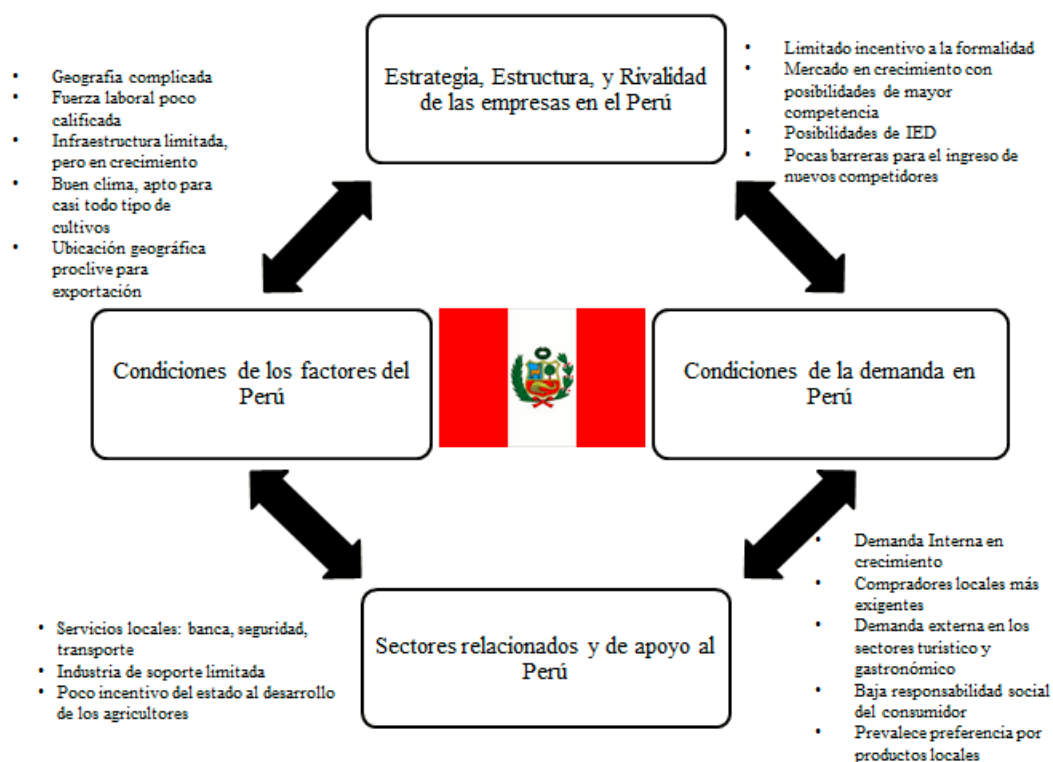 Estrategia, Estructura, y Rivalidad
de las empresas en el Perú
• Limitado incentivo a la formalidad
• Mercado en crecimiento con
posibilidades de mayor
competencia
• Posibilidades de IED
• Pocas barreras para el ingreso de
nuevos competidores
• Geografía complicada
• Fuerza laboral poco
calificada
• Infraestructura limitada,
pero en crecimiento
• Buen clima, apto para
casi todo tipo de
cultivos
• Ubicación geográfica
proclive para
exportación
Condiciones de los factores del
Perú
Condiciones de la demanda en
Perú
• Demanda Interna en
crecimiento
• Compradores locales más
exigentes
• Demanda externa en los
sectores turístico y
gastronómico
• Baja responsabilidad social
del consumidor
• Prevalece preferencia por
productos locales
Sectores relacionados y de apoyo al
Perú
• Servicios locales: banca, seguridad,
transporte
• Industria de soporte limitada
• Poco incentivo del estado al desarrollo
de los agricultores